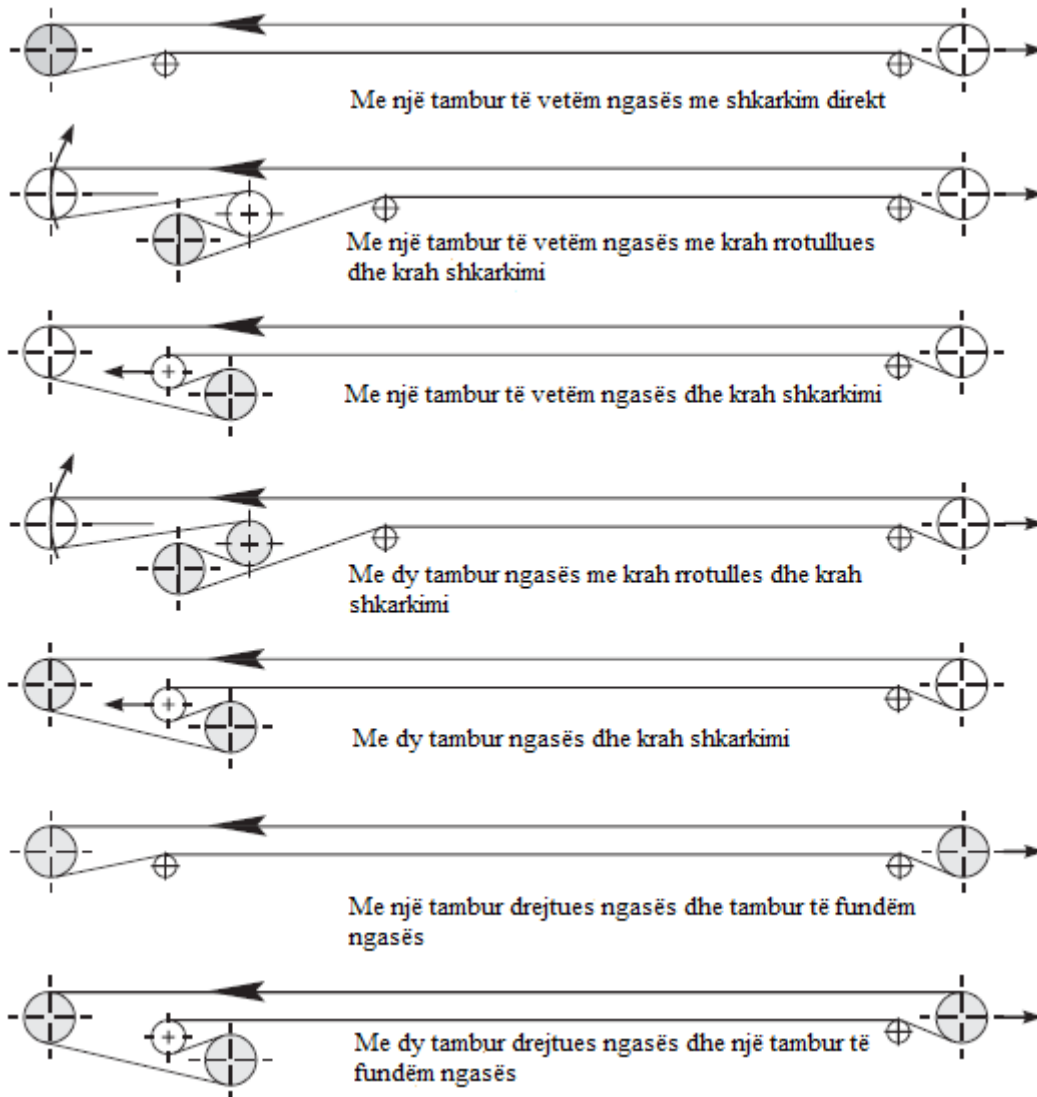 Me një tambur të vetëm ngasës me shkarkim direkt
Me një tambur të vetëm ngasës me krah rrotullues
dhe krah shkarkimi
Me një tambur të vetëm ngasës dhe krah shkarkimi
Me dy tambur ngasës me krah rrotulles dhe krah
shkarkimi
Me dy tambur ngasës dhe krah shkarkimi
Me një tambur drejtues ngasës dhe tambur të fundëm
ngasës
Me dy tambur drejtues ngasës dhe një tambur të
fundëm ngasës